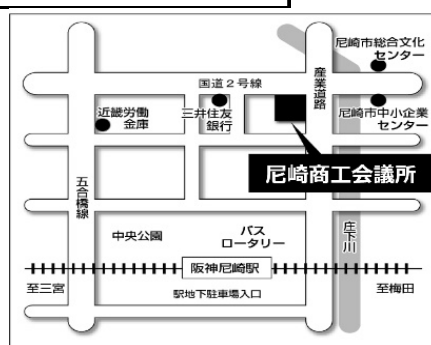 尼崎市総合文化
センター
国道2号線
産業道路
近畿労働
金庫
三井住友
銀行
尼崎市中小企業
センター
尼崎商工会議所
五合橋線
中央公園
バス
ロータリー
庄下川
阪神尼崎駅
至三宮
駅地下駐車場入口
至梅田